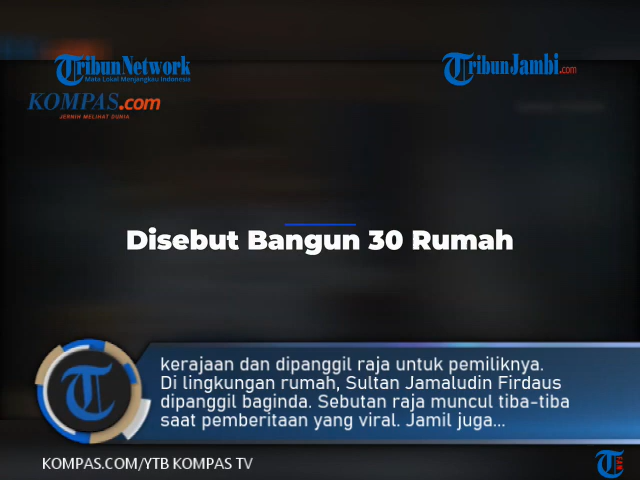 TribunNetwork
Mata Lokal Menjangkau Indonesia
TribunJambi.com
KOMPAS.com
JERNIH MELIHAT DUNIA
Disebut Bangun 30 Rumah
kerajaan dan dipanggil raja untuk pemiliknya.
Di lingkungan rumah, Sultan Jamaludin Firdaus
dipanggil baginda. Sebutan raja muncul tiba-tiba
saat pemberitaan yang viral. Jamil juga...
KOMPAS.COM/YTB KOMPAS TV